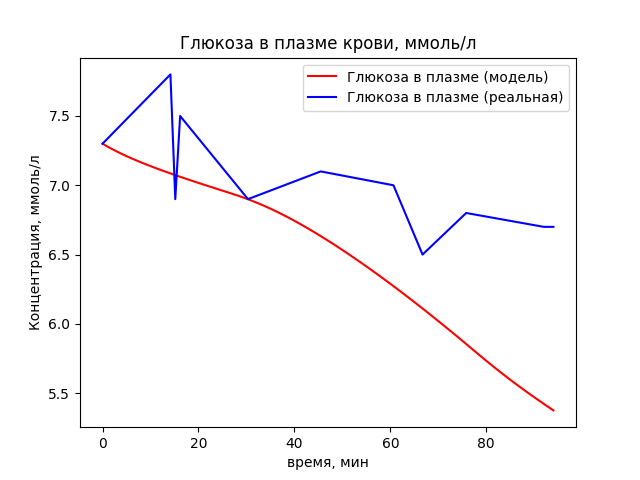 Глюкоза в плазме крови, ммоль/л
Глюкоза в плазме (модель)
Глюкоза в плазме (реальная)
Концентрация, ммоль/л
7.5
7.0
6.5
6.0
5.5
0 20 40 60 80
время, мин